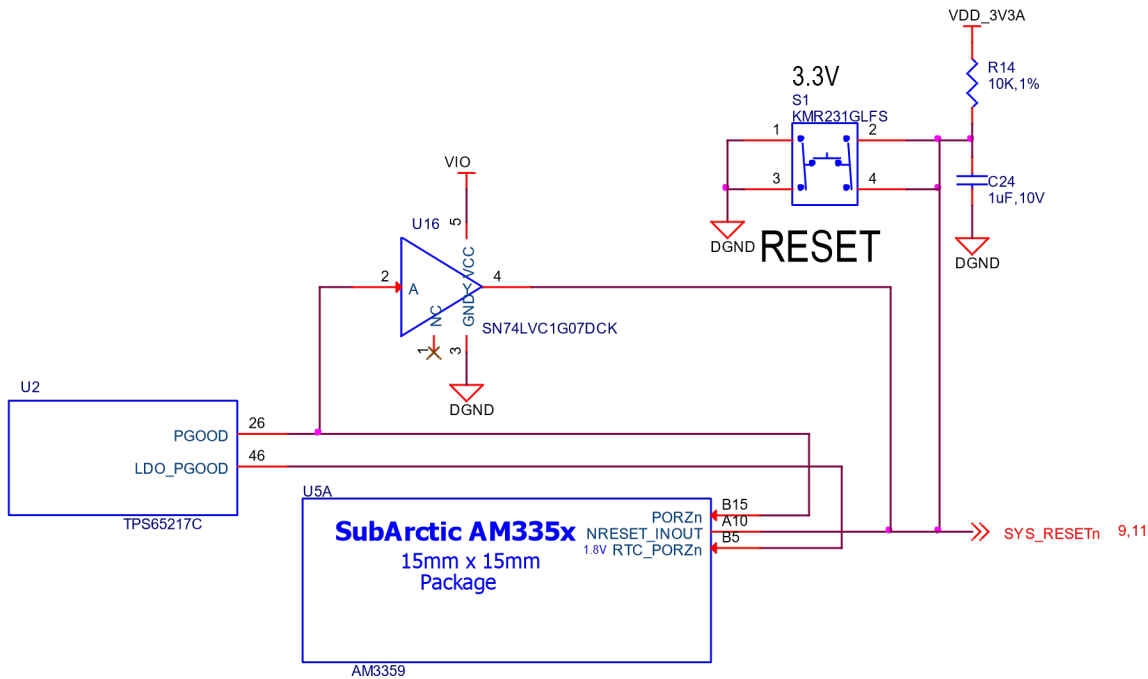 VDD_3V3A
R14
10K,1%
3.3V
S1
KMR231GLFS
1
2
3
4
C24
1uF,10V
DGND
RESET
DGND
VIO
U16
5
VCC
2
A
Y
4
NC
GND
SN74LVC1G07DCK
1
3
DGND
U2
PGOOD
26
LDO_PGOOD
46
TPS65217C
U5A
SubArctic AM335x
15mm x 15mm
Package
PORZn
B15
NRESET_INOUT
A10
1.8V
RTC_PORZn
B5
AM3359
SYS_RESETn
9,11